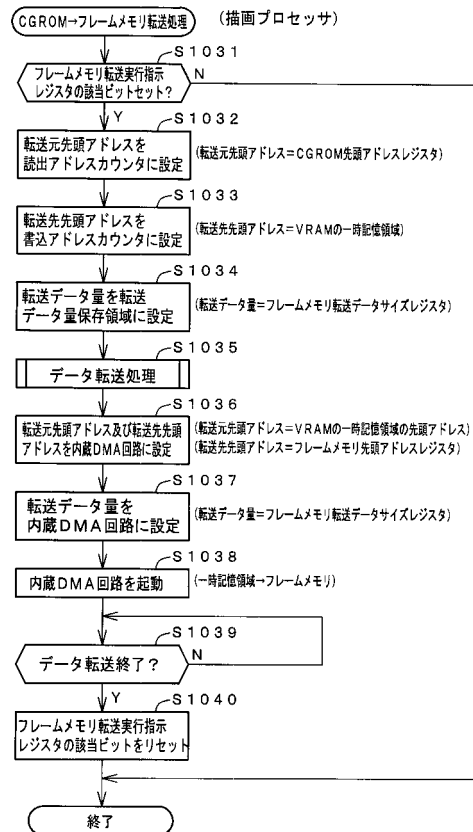 CGROM→フレームメモリ転送処理
(描画プロセッサ)
S1031
フレームメモリ転送実行指示
レジスタの該当ビットセット?
N
Y
S1032
転送元先頭アドレスを
読出アドレスカウンタに設定
(転送元先頭アドレス=CGROM先頭アドレスレジスタ)
S1033
転送先先頭アドレスを
書込アドレスカウンタに設定
(転送先先頭アドレス=VRAMの一時記憶領域)
S1034
転送データ量を転送
データ量保存領域に設定
(転送データ量=フレームメモリ転送データサイズレジスタ)
S1035
データ転送処理
S1036
転送元先頭アドレス及び転送先先頭
アドレスを内蔵DMA回路に設定
(転送元先頭アドレス=VRAMの一時記憶領域の先頭アドレス)
(転送先先頭アドレス=フレームメモリ先頭アドレスレジスタ)
S1037
転送データ量を
内蔵DMA回路に設定
(転送データ量=フレームメモリ転送データサイズレジスタ)
S1038
内蔵DMA回路を起動
(一時記憶領域→フレームメモリ)
S1039
データ転送終了?
N
Y
S1040
フレームメモリ転送実行指示
レジスタの該当ビットをリセット
終了